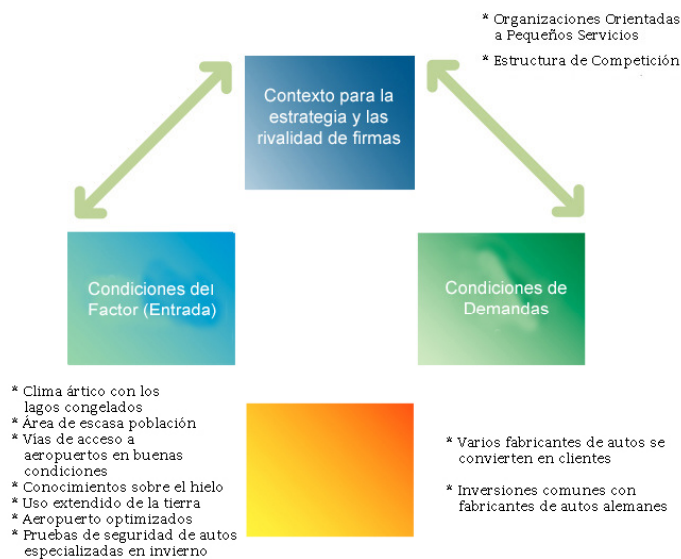 * Organizaciones Orientadas
a Pequeños Servicios
* Estructura de Competición
Contexto para la
estrategia y las
rivalidad de firmas
Condiciones del
Factor (Entrada)
Condiciones de
Demandas
* Clima ártico con los
lagos congelados
* Área de escasa población
* Vías de acceso a
aeropuertos en buenas
condiciones
* Conocimientos sobre el hielo
* Uso extendido de la tierra
* Aeropuerto optimizados
* Pruebas de seguridad de autos
especializadas en invierno
* Varios fabricantes de autos se
convierten en clientes
* Inversiones comunes con
fabricantes de autos alemanes